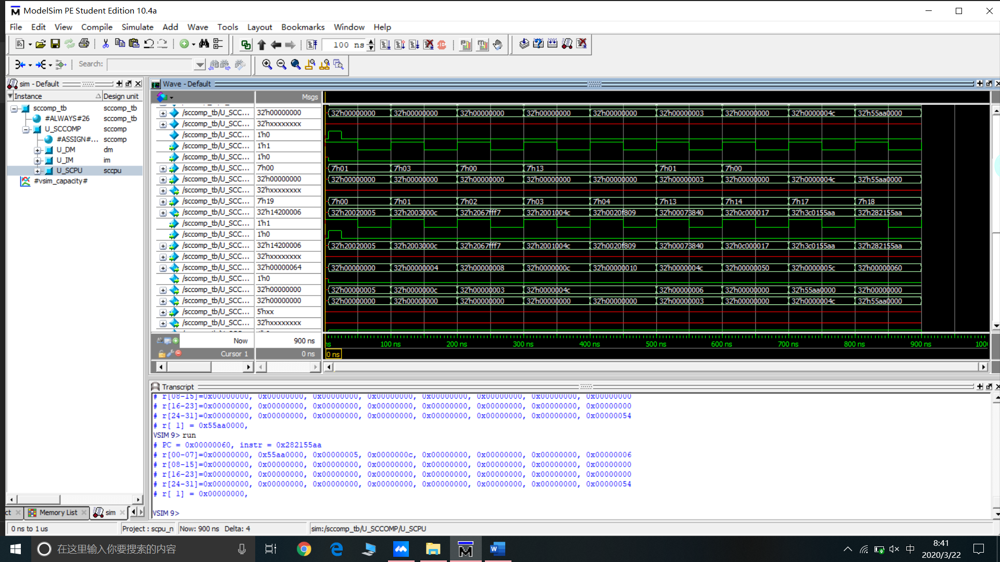 ModelSim PE Student Edition 10.4a
File Edit View Compile Simulate Add Wave Tools Layout Bookmarks Window Help
100 ns
Search:
sim - Default
Wave - Default
Instance Design unit
Msgs
sccomp_tb sccomp_tb
#ALWAYS#26 sccomp_tb
U_SCCOMP sccomp
#ASSIGN#... sccomp
U_DM dm
U_IM im
U_SCPU sccpu
#vsim_capacity#
/sccomp_tb/U_SCC... 32'h00000000 32'h00000000 32'h00000000 32'h00000000 32'h00000000 32'h00000000 32'h00000003 32'h00000000 32'h0000004c 32'h55aa0000
/sccomp_tb/U_SCC... 32'hxxxxxxxx
/sccomp_tb/U_SCC... 1'h0
/sccomp_tb/U_SCC... 1'h1
/sccomp_tb/U_SCC... 1'h0
/sccomp_tb/U_SCC... 7'h00 7'h01 7'h03 7'h00 7'h13 7'h01 7'h00
/sccomp_tb/U_SCC... 32'h00000000 32'h00000000 32'h00000000 32'h00000000 32'h00000000 32'h00000000 32'h00000003 32'h00000000 32'h0000004c 32'h55aa0000
/sccomp_tb/U_SCC... 32'hxxxxxxxx
/sccomp_tb/U_SCC... 7'h19 7'h00 7'h01 7'h02 7'h03 7'h04 7'h13 7'h14 7'h17 7'h18
/sccomp_tb/U_SCC... 32'h14200006 32'h20020005 32'h2003000c 32'h2067fff7 32'h2001004c 32'h0020f809 32'h00073840 32'h0c000017 32'h3c0155aa 32'h282155aa
/sccomp_tb/U_SCC... 1'h1
/sccomp_tb/U_SCC... 1'h0
/sccomp_tb/U_SCC... 32'h14200006 32'h20020005 32'h2003000c 32'h2067fff7 32'h2001004c 32'h0020f809 32'h00073840 32'h0c000017 32'h3c0155aa 32'h282155aa
/sccomp_tb/U_SCC... 32'hxxxxxxxx
/sccomp_tb/U_SCC... 32'h00000064 32'h00000000 32'h00000004 32'h00000008 32'h0000000c 32'h00000010 32'h0000004c 32'h00000050 32'h0000005c 32'h00000060
/sccomp_tb/U_SCC... 1'h0
/sccomp_tb/U_SCC... 32'h00000000 32'h00000005 32'h0000000c 32'h00000003 32'h0000004c 32'h00000006 32'h00000000 32'h55aa0000 32'h00000000
/sccomp_tb/U_SCC... 32'h00000000 32'h00000000 32'h00000000 32'h00000000 32'h00000000 32'h00000000 32'h00000003 32'h00000000 32'h0000004c 32'h55aa0000
/sccomp_tb/U_SCC... 5'hxx
/sccomp_tb/U_SCC... 32'hxxxxxxxx
Now 900 ns ns 100 ns 200 ns 300 ns 400 ns 500 ns 600 ns 700 ns 800 ns 900 ns
Cursor 1 0 ns 0 ns
Transcript
# r[08-15]=0x00000000, 0x00000000, 0x00000000, 0x00000000, 0x00000000, 0x00000000, 0x00000000, 0x00000000
# r[16-23]=0x00000000, 0x00000000, 0x00000000, 0x00000000, 0x00000000, 0x00000000, 0x00000000, 0x00000000
# r[24-31]=0x00000000, 0x00000000, 0x00000000, 0x00000000, 0x00000000, 0x00000000, 0x00000000, 0x00000054
# r[ 1] = 0x55aa0000,
VSIM 9> run
# PC = 0x00000060, instr = 0x282155aa
# r[00-07]=0x00000000, 0x55aa0000, 0x00000005, 0x0000000c, 0x00000000, 0x00000000, 0x00000000, 0x00000006
# r[08-15]=0x00000000, 0x00000000, 0x00000000, 0x00000000, 0x00000000, 0x00000000, 0x00000000, 0x00000000
# r[16-23]=0x00000000, 0x00000000, 0x00000000, 0x00000000, 0x00000000, 0x00000000, 0x00000000, 0x00000000
# r[24-31]=0x00000000, 0x00000000, 0x00000000, 0x00000000, 0x00000000, 0x00000000, 0x00000000, 0x00000054
# r[ 1] = 0x00000000,
VSIM 9>
ct Memory List sim
0 ns to 1 us Project : scpu_n Now: 900 ns Delta: 4 sim:/sccomp_tb/U_SCCOMP/U_SCPU
在这里输入你要搜索的内容
中
8:41
2020/3/22